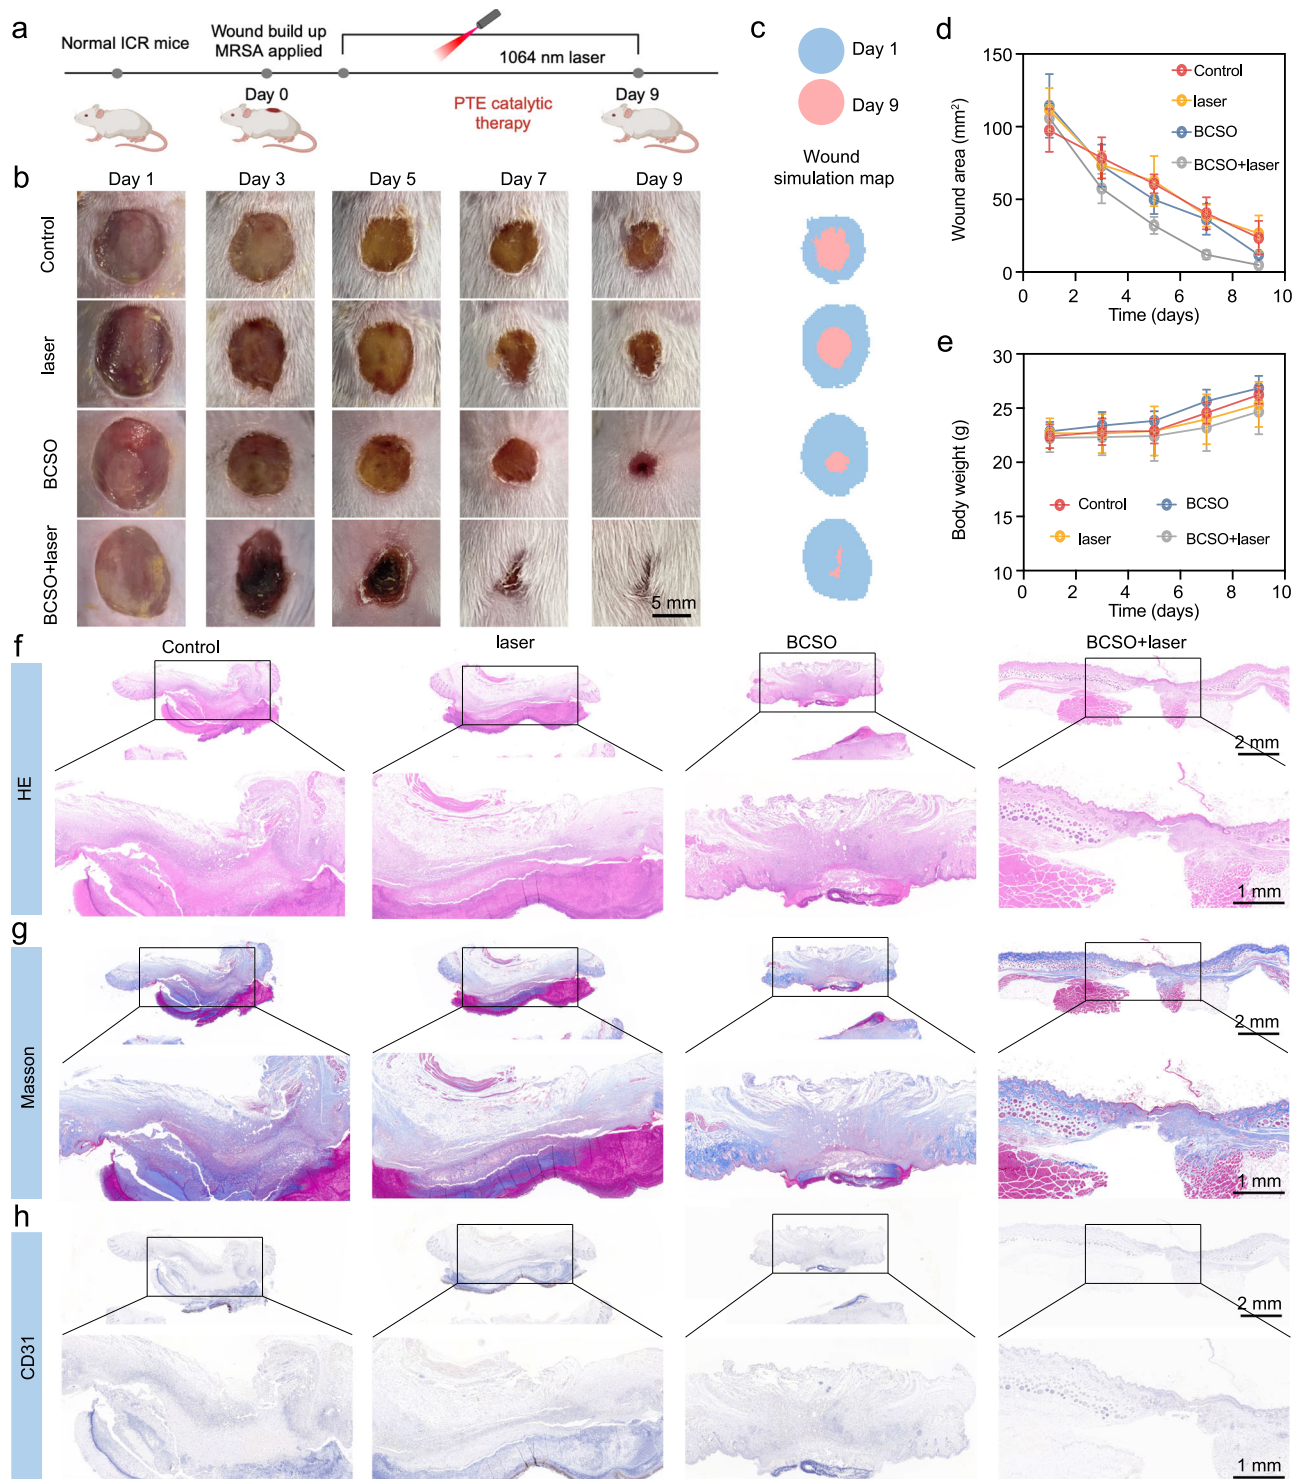 a
Normal ICR mice
Wound build up
MRSA applied
1064 nm laser
Day 0
PTE catalytic
therapy
Day 9
b
Day 1
Day 3
Day 5
Day 7
Day 9
Control
laser
BCSO
BCSO+laser
5 mm
c
Day 1
Day 9
Wound
simulation map
d
Wound area (mm²)
150
100
50
0
0
2
4
6
8
10
Time (days)
Control
laser
BCSO
BCSO+laser
e
Body weight (g)
30
25
20
15
10
0
2
4
6
8
10
Time (days)
Control
BCSO
laser
BCSO+laser
f
Control
laser
BCSO
BCSO+laser
HE
2 mm
1 mm
g
Masson
2 mm
1 mm
h
CD31
2 mm
1 mm